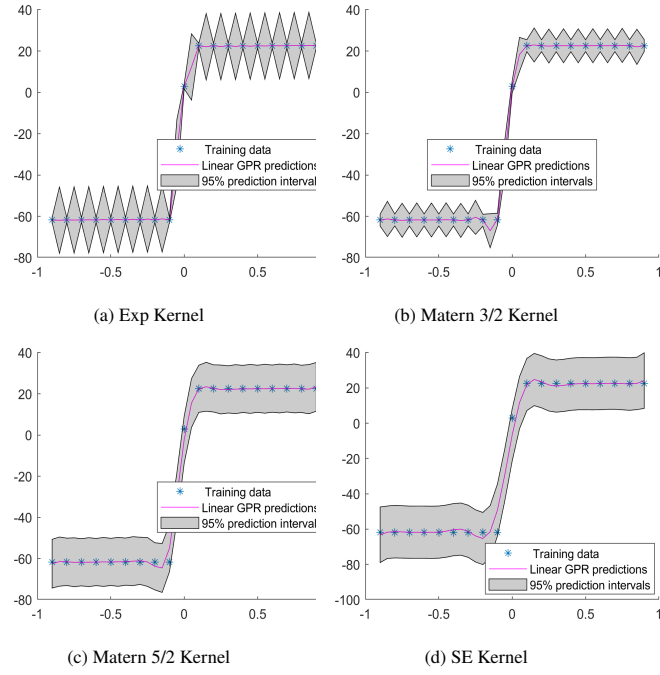 40
20
0
-20
-40
-60
-80
-1
-0.5
0
0.5
Training data
Linear GPR predictions
95% prediction intervals
(a) Exp Kernel
40
20
0
-20
-40
-60
-80
-1
-0.5
0
0.5
1
Training data
Linear GPR predictions
95% prediction intervals
(b) Matern 3/2 Kernel
40
20
0
-20
-40
-60
-80
-1
-0.5
0
0.5
Training data
Linear GPR predictions
95% prediction intervals
(c) Matern 5/2 Kernel
40
20
0
-20
-40
-60
-80
-100
-1
-0.5
0
0.5
1
Training data
Linear GPR predictions
95% prediction intervals
(d) SE Kernel